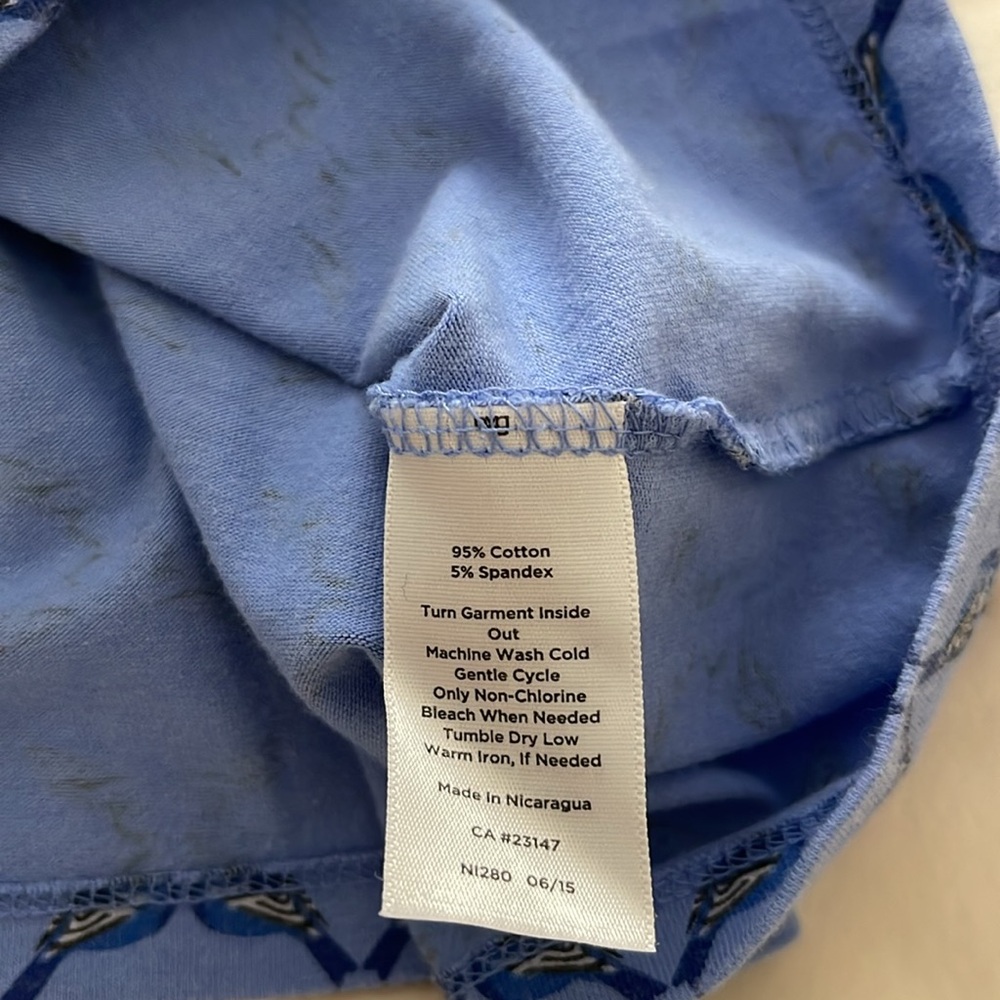 95% Cotton
5% Spandex
Turn Garment Inside
Out
Machine Wash Cold
Gentle Cycle
Only Non-Chlorine
Bleach When Needed
Tumble Dry Low
Warm Iron, If Needed
Made In Nicaragua
CA #23147
NI280 06/15